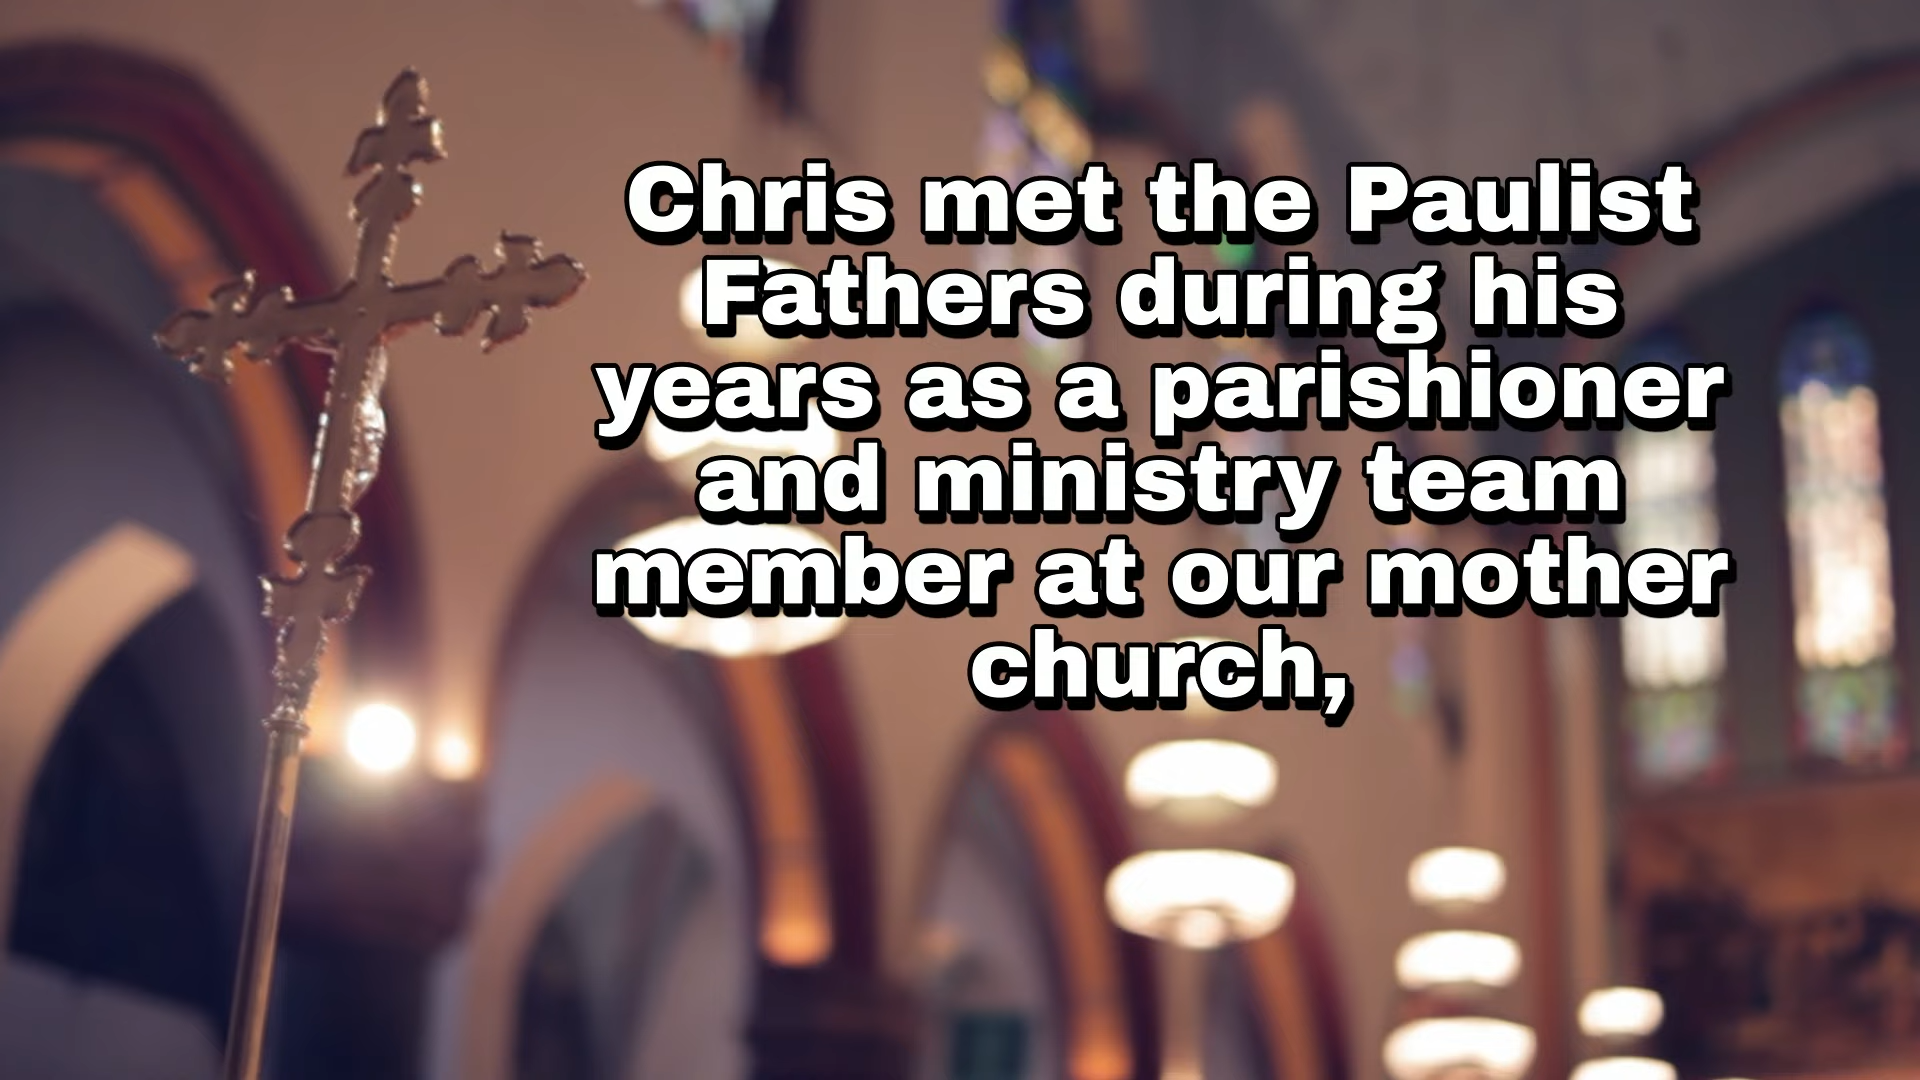 Chris met the Paulist
Fathers during his
years as a parishioner
and ministry team
member at our mother
church,